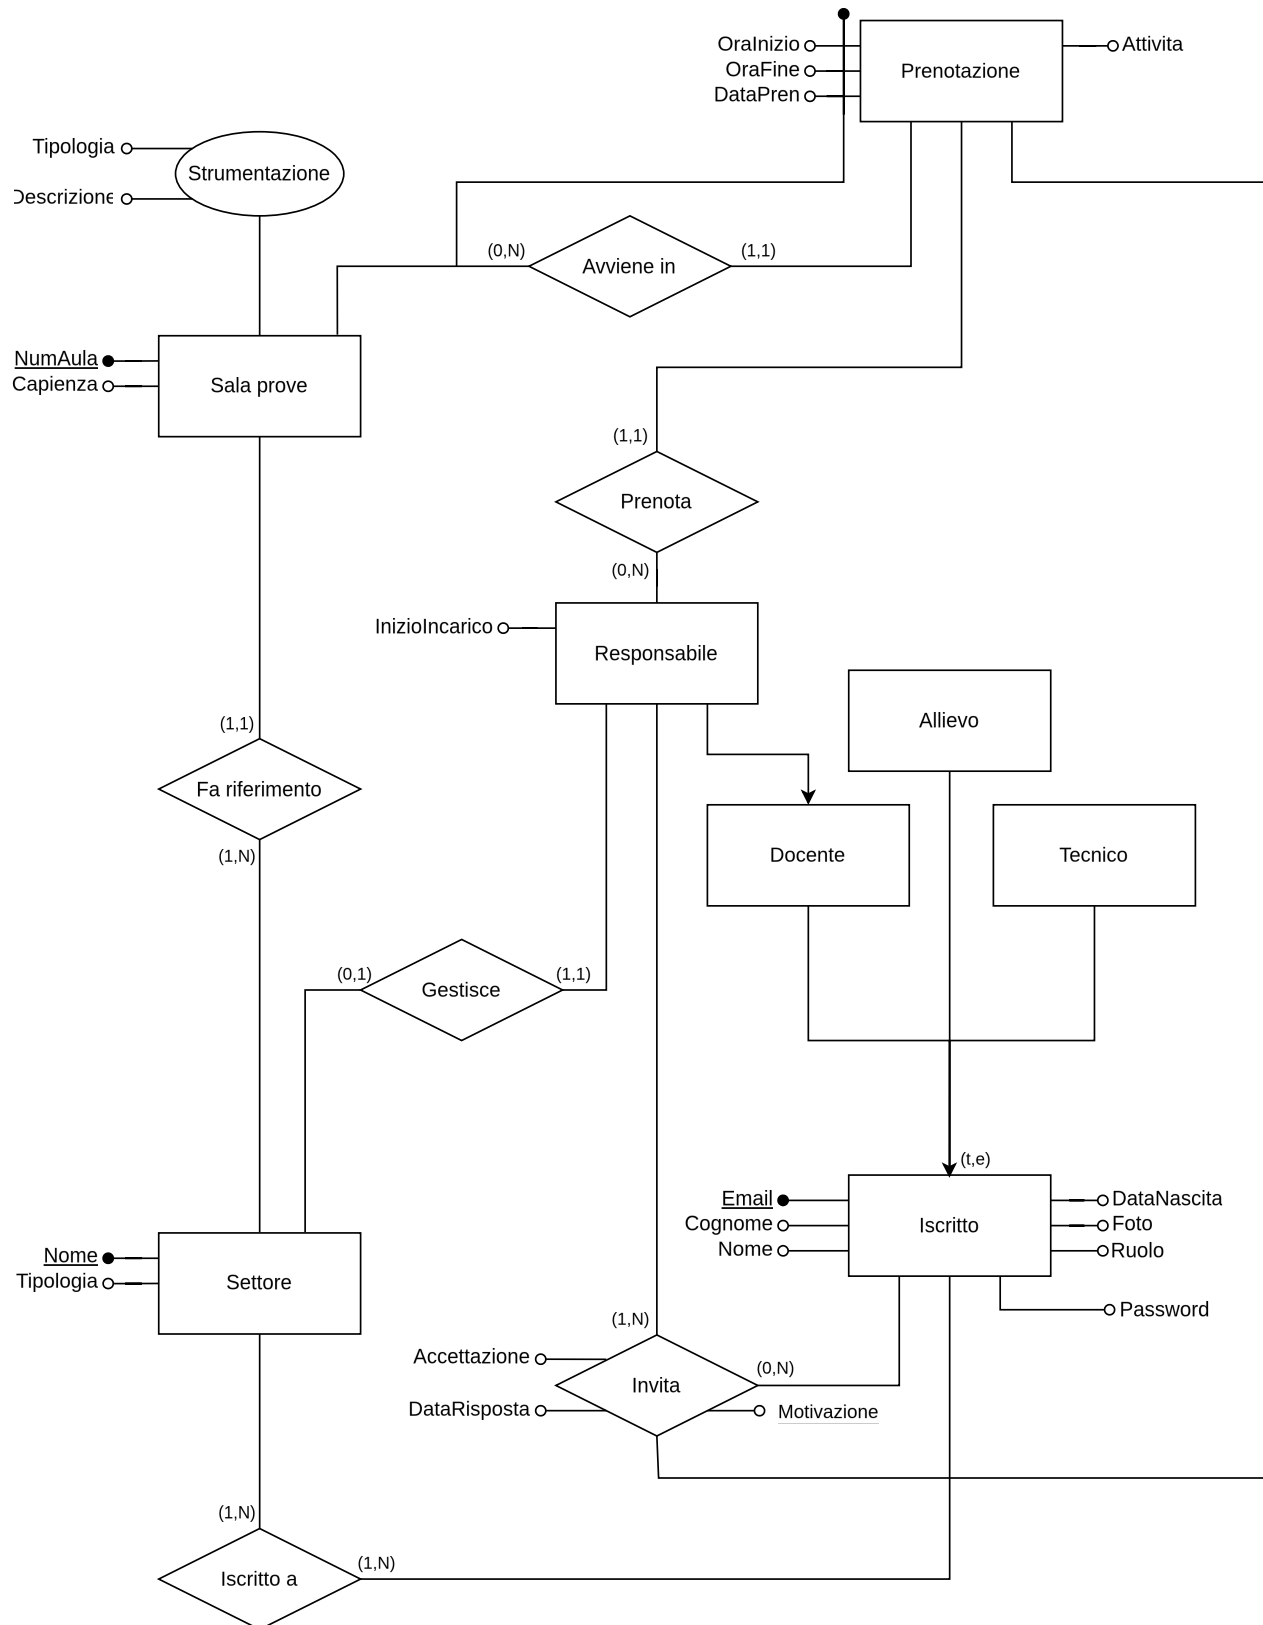 OraInizio
OraFine
DataPren
Prenotazione
Attivita
Tipologia
Descrizione
Strumentazione
(0,N)
Avviene in
(1,1)
NumAula
Capienza
Sala prove
(1,1)
Prenota
(0,N)
InizioIncarico
Responsabile
Allievo
(1,1)
Fa riferimento
(1,N)
Docente
Tecnico
(0,1)
Gestisce
(1,1)
(t,e)
Email
Cognome
Nome
Iscritto
DataNascita
Foto
Ruolo
Password
Nome
Tipologia
Settore
(1,N)
Accettazione
DataRisposta
Invita
(0,N)
Motivazione
(1,N)
Iscritto a
(1,N)